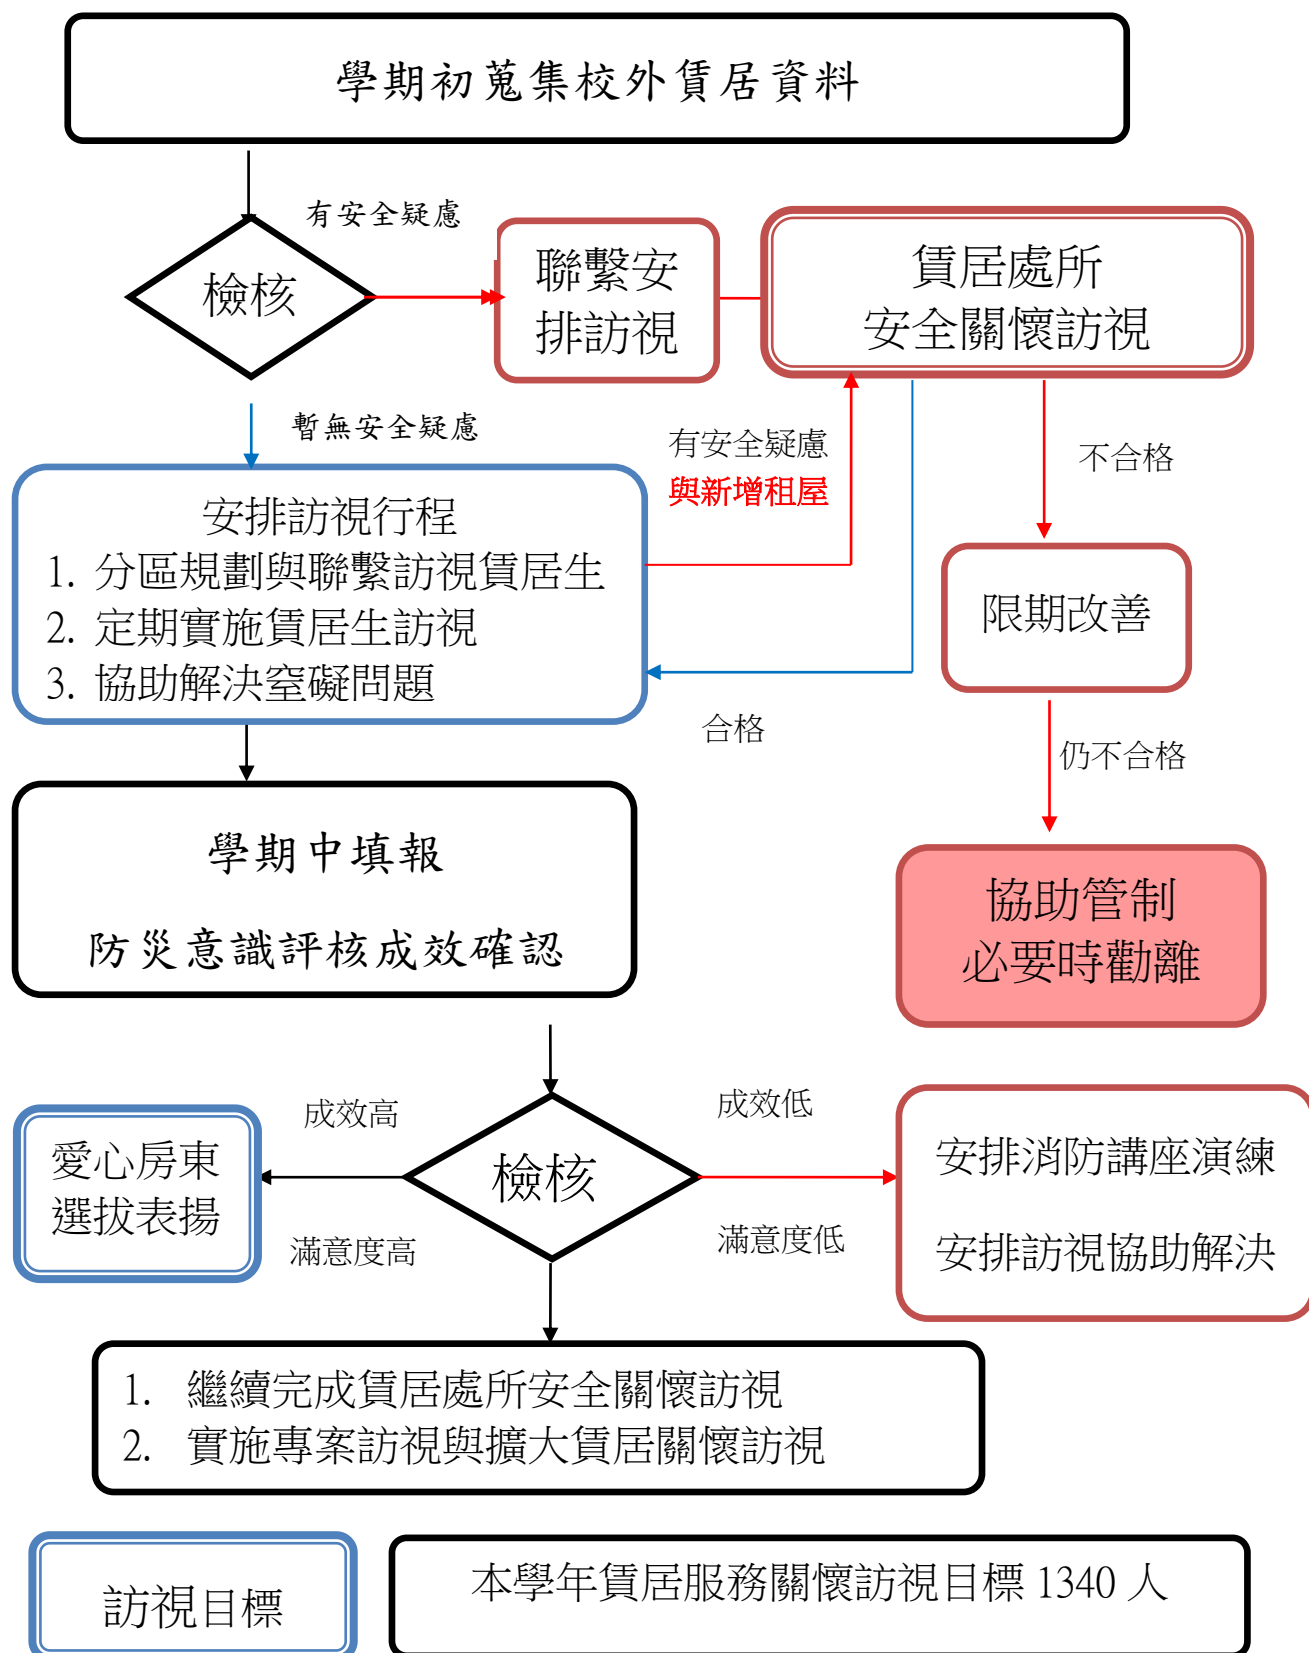 學期初蒐集校外賃居資料
有安全疑慮
檢核
聯繫安
排訪視
賃居處所
安全關懷訪視
暫無安全疑慮
有安全疑慮
與新增租屋
不合格
安排訪視行程
1. 分區規劃與聯繫訪視賃居生
2. 定期實施賃居生訪視
3. 協助解決窒礙問題
限期改善
合格
仍不合格
學期中填報
防災意識評核成效確認
協助管制
必要時勸離
成效高
成效低
愛心房東
選拔表揚
檢核
滿意度高
滿意度低
安排消防講座演練
安排訪視協助解決
1. 繼續完成賃居處所安全關懷訪視
2. 實施專案訪視與擴大賃居關懷訪視
訪視目標
本學年賃居服務關懷訪視目標 1340 人